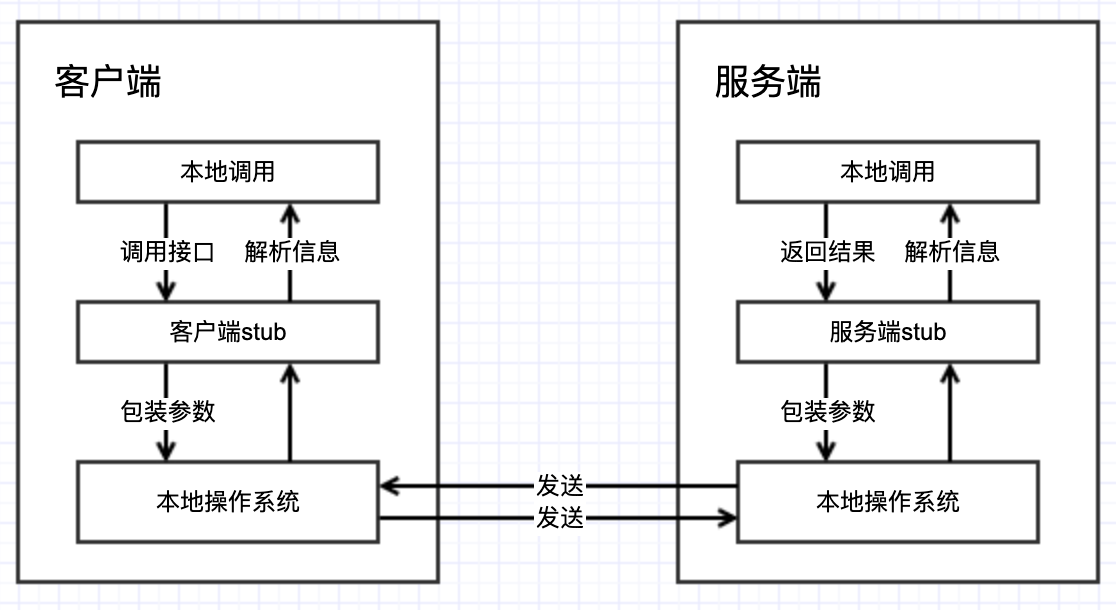 客户端
本地调用
调用接口
解析信息
客户端stub
包装参数
本地操作系统
发送
发送
服务端
本地调用
返回结果
解析信息
服务端stub
包装参数
本地操作系统